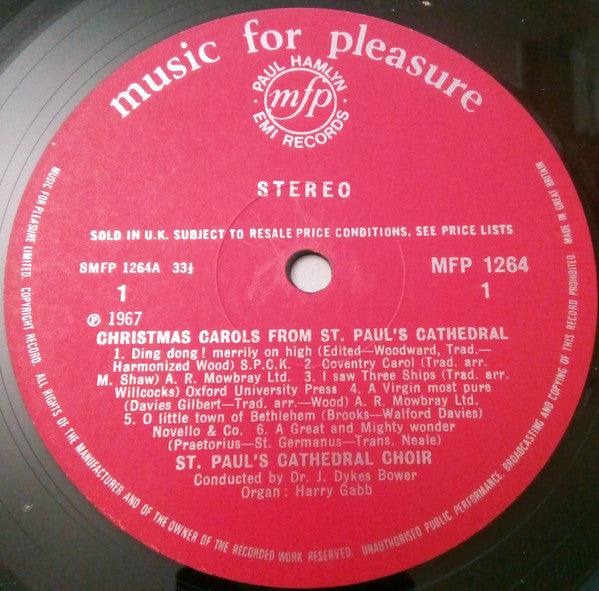 music for pleasure
PAUL HAMLYN
mfp
EMI RECORDS
STEREO
SOLD IN U.K. SUBJECT TO RESALE PRICE CONDITIONS, SEE PRICE LISTS
SMFP 1264A 33⅓
MFP 1264
1
1
Ⓟ 1967
CHRISTMAS CAROLS FROM ST. PAUL'S CATHEDRAL
1. Ding dong! merrily on high (Edited—Woodward, Trad.—
Harmonized Wood) S.P.C.K. 2. Coventry Carol (Trad. arr.
M. Shaw) A. R. Mowbray Ltd. 3. I saw Three Ships (Trad. arr.
Willcocks) Oxford University Press 4. A Virgin most pure
(Davies Gilbert—Trad. arr.—Wood) A. R. Mowbray Ltd.
5. O little town of Bethlehem (Brooks—Walford Davies)
Novello & Co. 6. A Great and Mighty wonder
(Praetorius—St. Germanus—Trans. Neale)
ST. PAUL'S CATHEDRAL CHOIR
Conducted by Dr. J. Dykes Bower
Organ: Harry Gabb
MUSIC FOR PLEASURE LIMITED. COPYRIGHT RECORD. ALL RIGHTS OF THE MANUFACTURER AND OF THE OWNER OF THE RECORDED WORK RESERVED. UNAUTHORISED PUBLIC PERFORMANCE, BROADCASTING AND COPYING OF THIS RECORD PROHIBITED. MADE IN GREAT BRITAIN